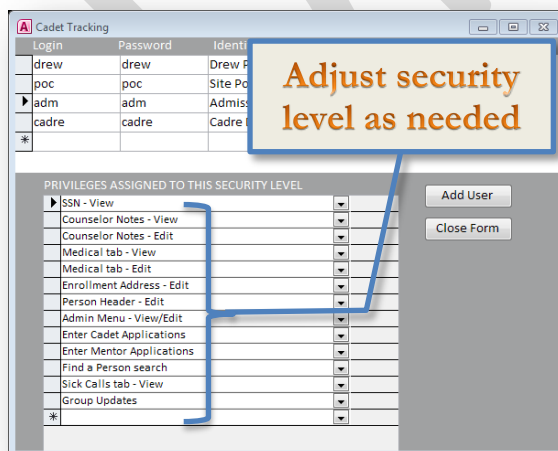 Cadet Tracking
Login Password Identi
drew drew Drew P
poc poc Site Po
adm adm Admiss
cadre cadre Cadre
Adjust security
level as needed
PRIVILEGES ASSIGNED TO THIS SECURITY LEVEL
SSN - View
Counselor Notes - View
Counselor Notes - Edit
Medical tab - View
Medical tab - Edit
Enrollment Address - Edit
Person Header - Edit
Admin Menu - View/Edit
Enter Cadet Applications
Enter Mentor Applications
Find a Person search
Sick Calls tab - View
Group Updates
Add User
Close Form